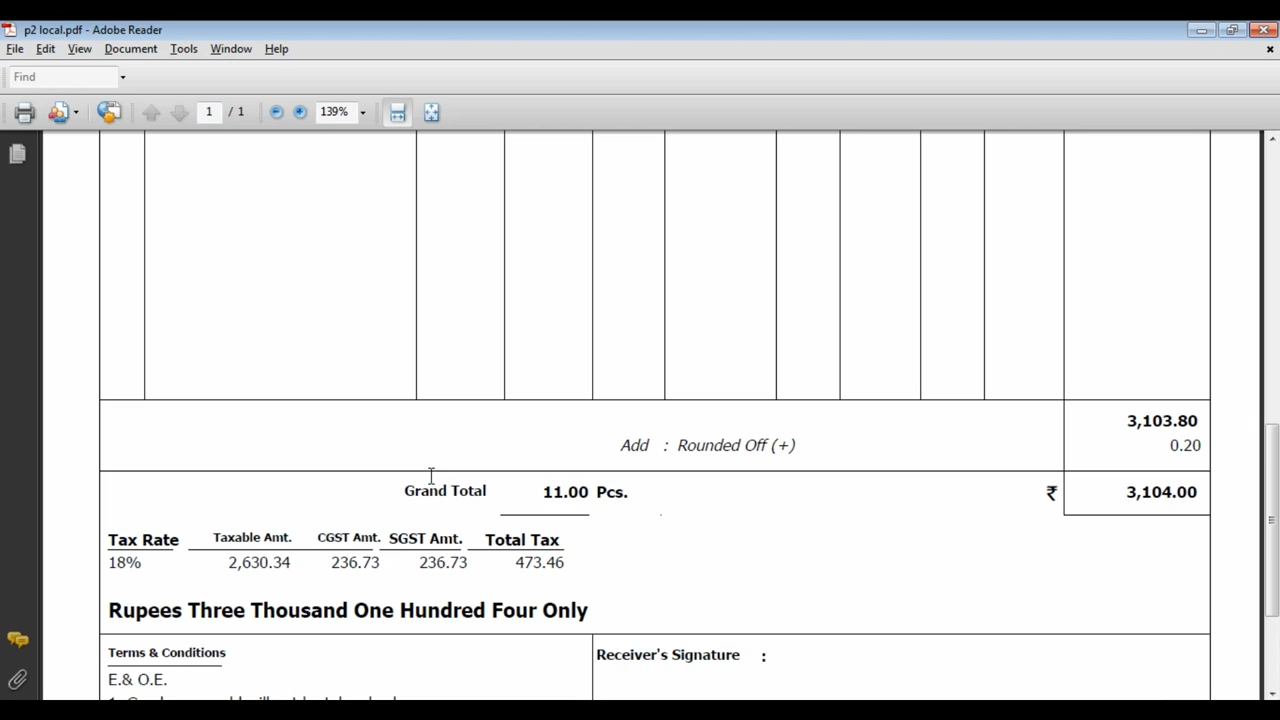 p2 local.pdf - Adobe Reader
File Edit View Document Tools Window Help
Find
1 / 1 139%
3,103.80
Add : Rounded Off (+) 0.20
Grand Total 11.00 Pcs. ₹ 3,104.00
Tax Rate Taxable Amt. CGST Amt. SGST Amt. Total Tax
18% 2,630.34 236.73 236.73 473.46
Rupees Three Thousand One Hundred Four Only
Terms & Conditions Receiver's Signature :
E.& O.E.